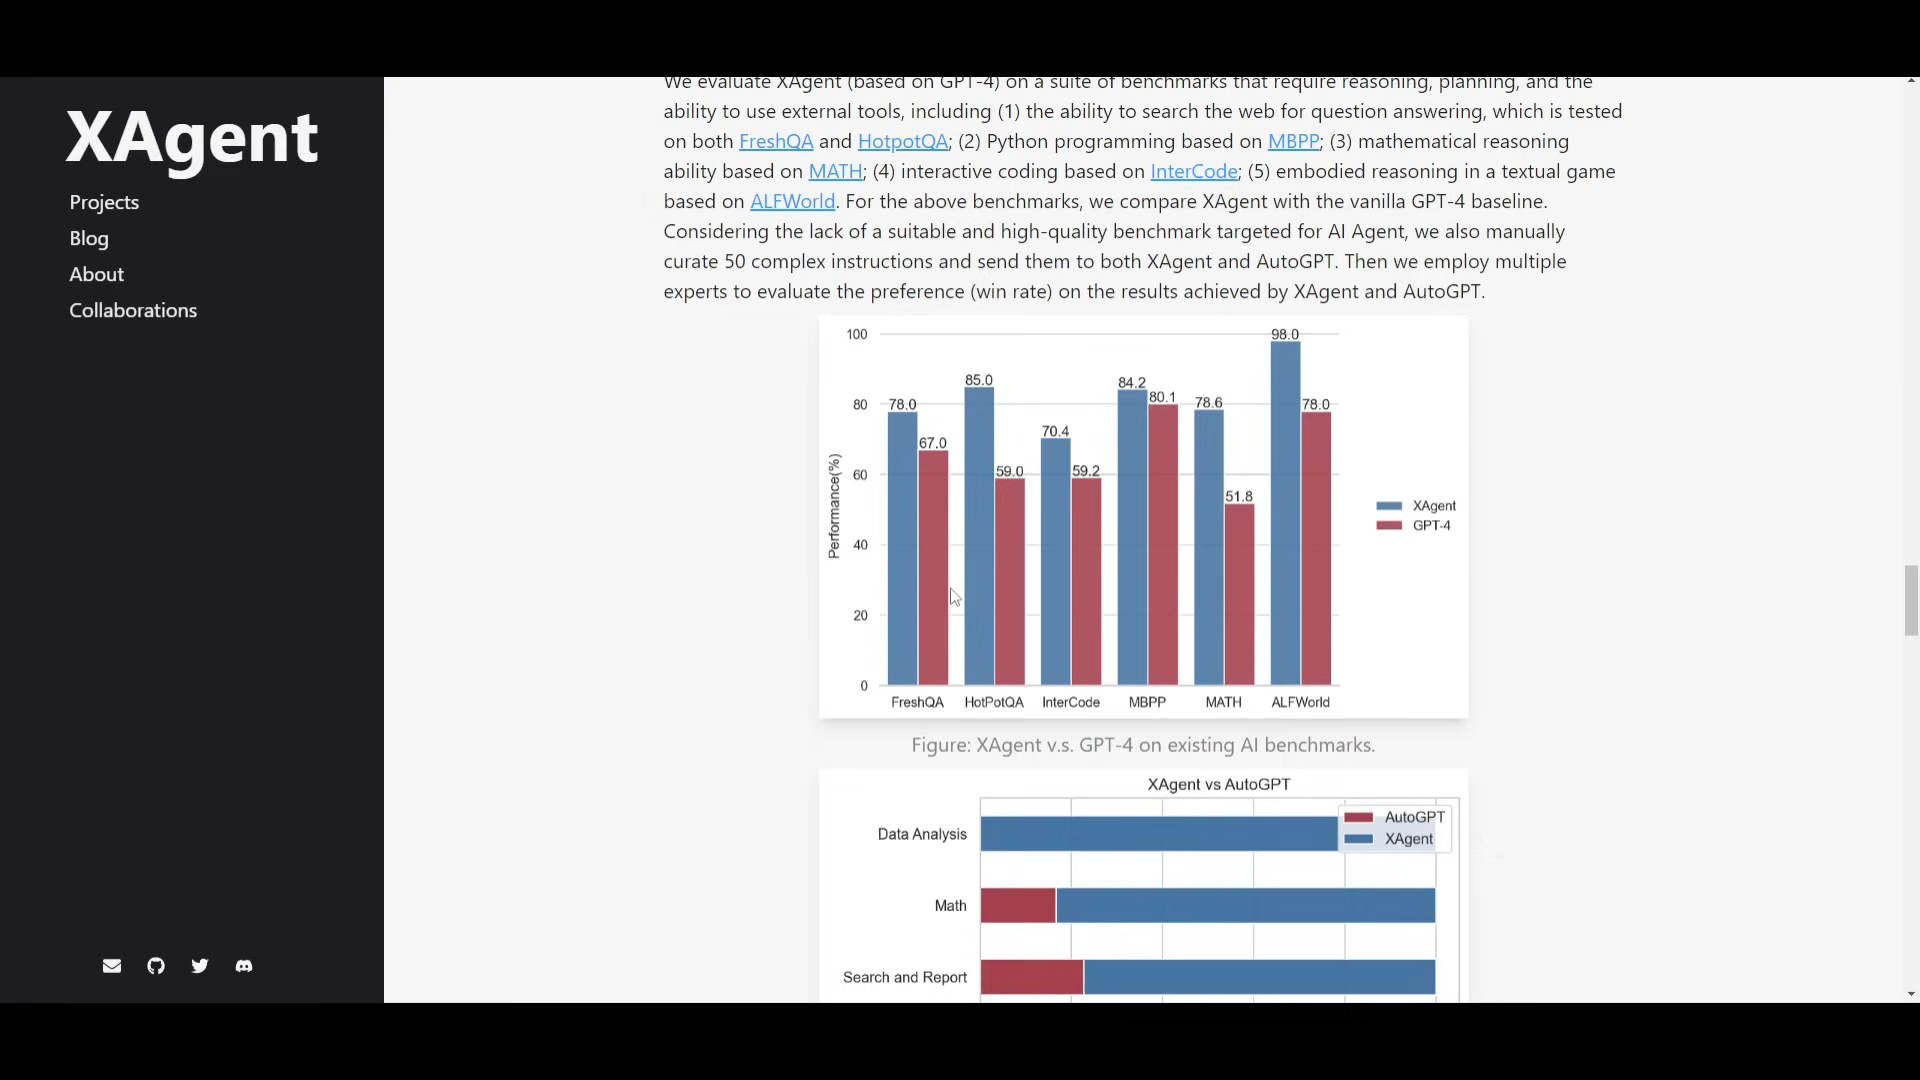 XAgent
Projects
Blog
About
Collaborations
We evaluate XAgent (based on GPT-4) on a suite of benchmarks that require reasoning, planning, and the
ability to use external tools, including (1) the ability to search the web for question answering, which is tested
on both FreshQA and HotpotQA; (2) Python programming based on MBPP; (3) mathematical reasoning
ability based on MATH; (4) interactive coding based on InterCode; (5) embodied reasoning in a textual game
based on ALFWorld. For the above benchmarks, we compare XAgent with the vanilla GPT-4 baseline.
Considering the lack of a suitable and high-quality benchmark targeted for AI Agent, we also manually
curate 50 complex instructions and send them to both XAgent and AutoGPT. Then we employ multiple
experts to evaluate the preference (win rate) on the results achieved by XAgent and AutoGPT.
Performance(%)
100
80
60
40
20
0
78.0
67.0
85.0
59.0
70.4
59.2
84.2
80.1
78.6
51.8
98.0
78.0
FreshQA
HotPotQA
InterCode
MBPP
MATH
ALFWorld
XAgent
GPT-4
Figure: XAgent v.s. GPT-4 on existing AI benchmarks.
XAgent vs AutoGPT
AutoGPT
XAgent
Data Analysis
Math
Search and Report